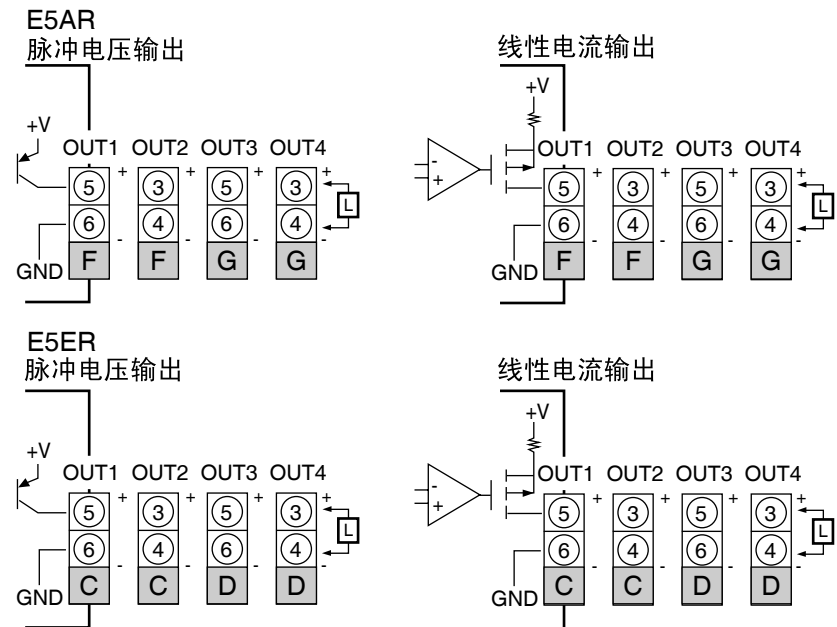 E5AR
脉冲电压输出
+V
OUT1 OUT2 OUT3 OUT4
5 + 3 + 5 + 3 +
L
6 - 4 - 6 - 4 -
GND F F G G
线性电流输出
+V
OUT1 OUT2 OUT3 OUT4
-
+
5 + 3 + 5 + 3 +
L
6 - 4 - 6 - 4 -
GND F F G G
E5ER
脉冲电压输出
+V
OUT1 OUT2 OUT3 OUT4
5 + 3 + 5 + 3 +
L
6 - 4 - 6 - 4 -
GND C C D D
线性电流输出
+V
OUT1 OUT2 OUT3 OUT4
-
+
5 + 3 + 5 + 3 +
L
6 - 4 - 6 - 4 -
GND C C D D